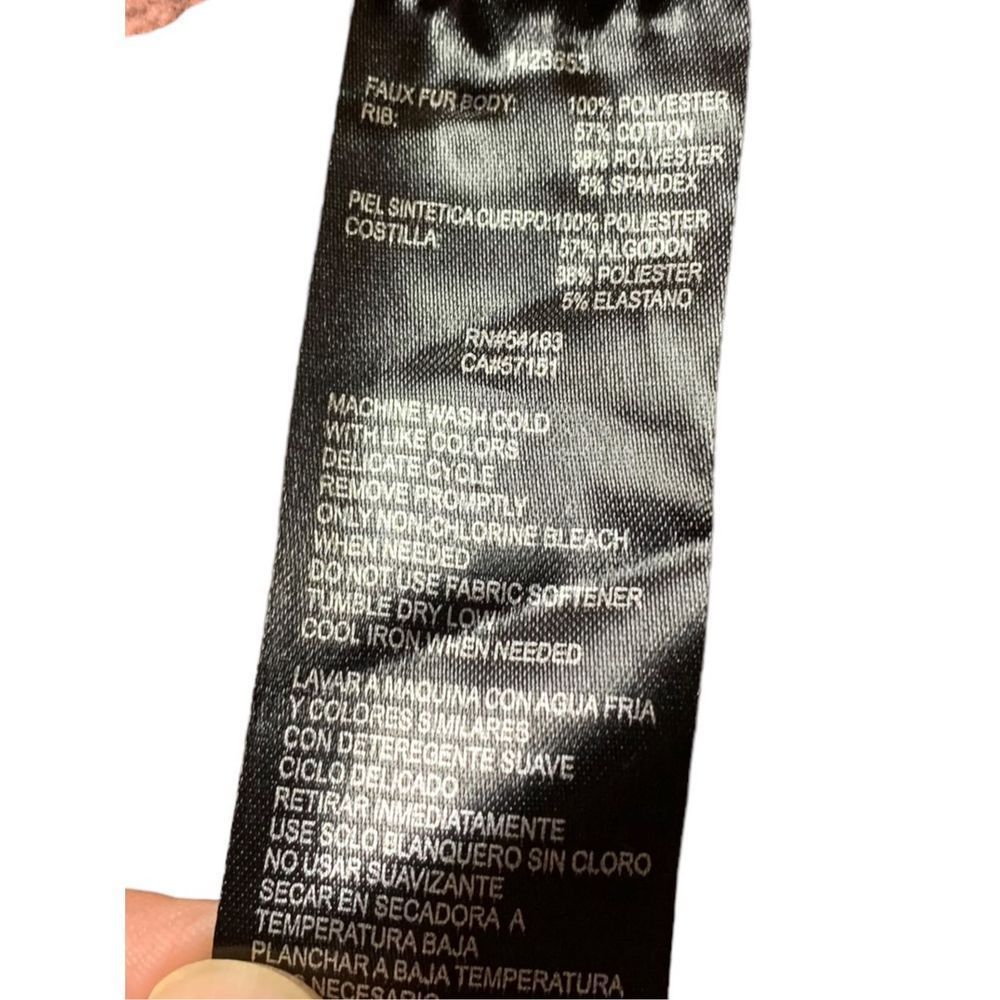 1423653
FAUX FUR BODY: 100% POLYESTER
RIB: 57% COTTON
38% POLYESTER
5% SPANDEX
PIEL SINTETICA CUERPO:100% POLIESTER
COSTILLA 57% ALGODON
38% POLIESTER
5% ELASTANO
RN#54163
CA#57151
MACHINE WASH COLD
WITH LIKE COLORS
DELICATE CYCLE
REMOVE PROMPTLY
ONLY NON-CHLORINE BLEACH
WHEN NEEDED
DO NOT USE FABRIC SOFTENER
TUMBLE DRY LOW
COOL IRON WHEN NEEDED
LAVAR A MAQUINA CON AGUA FRIA
Y COLORES SIMILARES
CON DETEREGENTE SUAVE
CICLO DELICADO
RETIRAR INMEDIATAMENTE
USE SOLO BLANQUERO SIN CLORO
NO USAR SUAVIZANTE
SECAR EN SECADORA A
TEMPERATURA BAJA
PLANCHAR A BAJA TEMPERATURA
NECESARIO